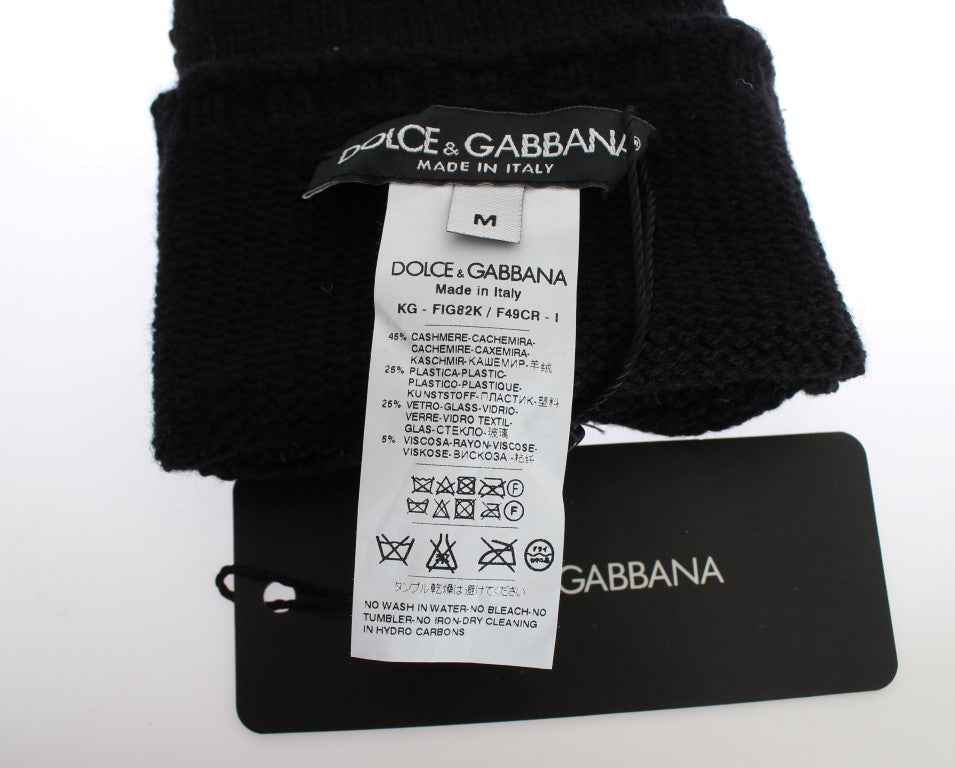 DOLCE & GABBANA®
MADE IN ITALY
M
DOLCE & GABBANA
Made in Italy
KG - FIG82K / F49CR - I
45% CASHMERE-CACHEMIRA-
CACHEMIRE-CAXEMIRA-
KASCHMIR-КАШЕМИР-羊绒
25% PLASTICA-PLASTIC-
PLASTICO-PLASTIQUE-
KUNSTSTOFF-ПЛАСТИК-塑料
25% VETRO-GLASS-VIDRIO-
VERRE-VIDRO TEXTIL-
GLAS-СТЕКЛО-玻璃
5% VISCOSA-RAYON-VISCOSE-
VISKOSE-ВИСКОЗА-粘纤
F
F
ドライ
タンブル乾燥は避けてください
NO WASH IN WATER-NO BLEACH-NO
TUMBLER-NO IRON-DRY CLEANING
IN HYDRO CARBONS
GABBANA